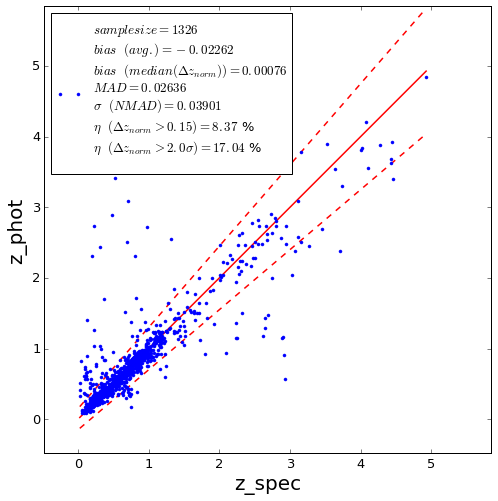 samplesize = 1326
bias (avg.) = −0.02262
bias (median(Δz_norm)) = 0.00076
MAD = 0.02636
σ (NMAD) = 0.03901
η (Δz_norm > 0.15) = 8.37 %
η (Δz_norm > 2.0σ) = 17.04 %
5
4
3
2
1
0
z_phot
0 1 2 3 4 5
z_spec